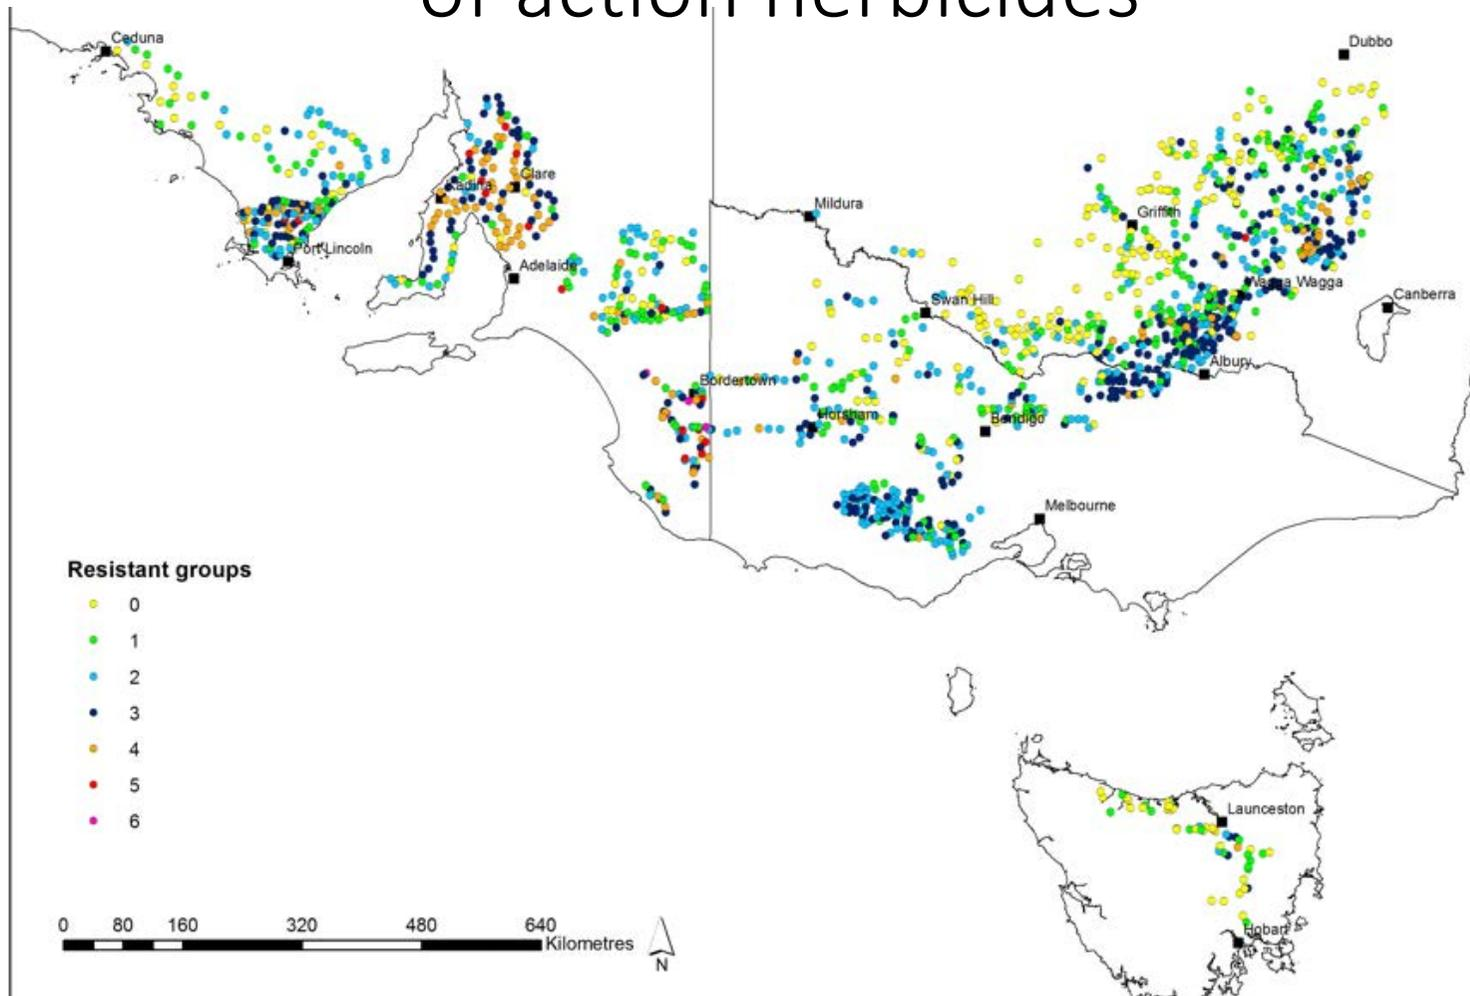 of action herbicides
Ceduna
Dubbo
Clare
Kadina
Mildura
Griffith
Port Lincoln
Adelaide
Wagga Wagga
Canberra
Swan Hill
Albury
Bordertown
Horsham
Bendigo
Melbourne
Resistant groups
0
1
2
3
4
5
6
Launceston
Hobart
0 80 160 320 480 640
Kilometres
N